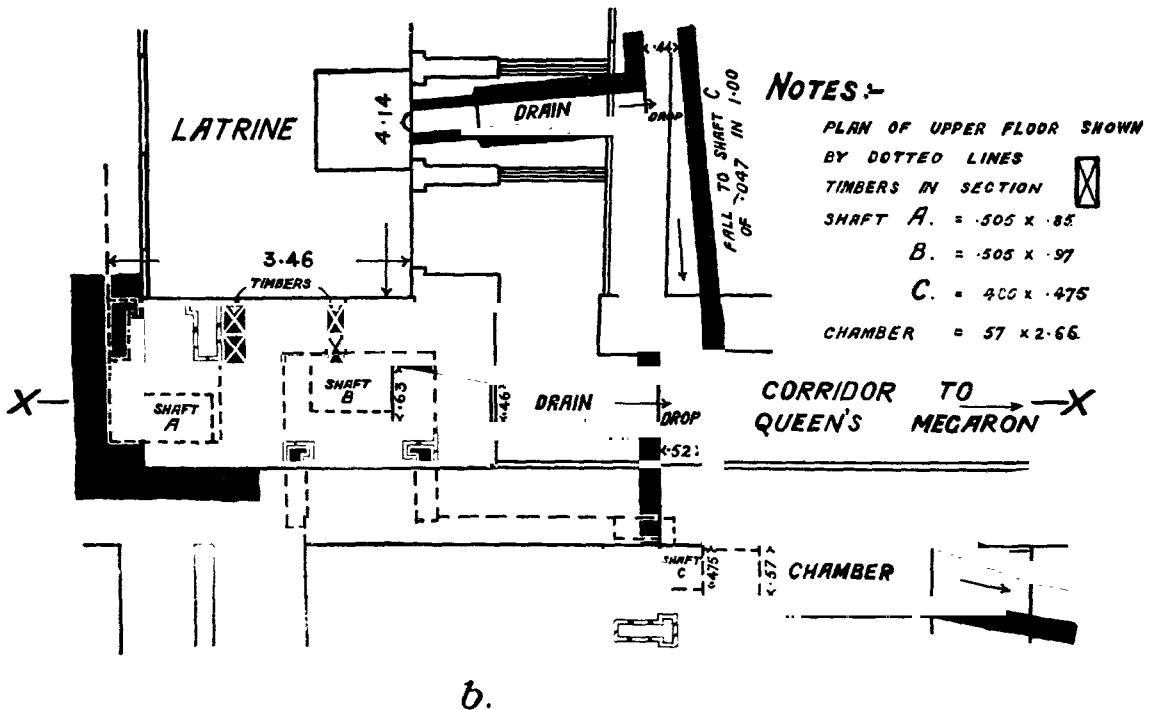 LATRINE
4·14
DRAIN
DROP
·44
FALL TO SHAFT C
OF ·047 IN 1·00
NOTES:-
PLAN OF UPPER FLOOR SHOWN
BY DOTTED LINES
TIMBERS IN SECTION
SHAFT A. = ·505 x ·85
B. = ·505 x ·97
C. = x ·475
CHAMBER = 57 x 2·66
3·46
TIMBERS
X
SHAFT
A
SHAFT
B
·63
·46
DRAIN
DROP
·52
CORRIDOR TO
QUEEN'S MEGARON
X
SHAFT
C
·475
·57
CHAMBER
b.